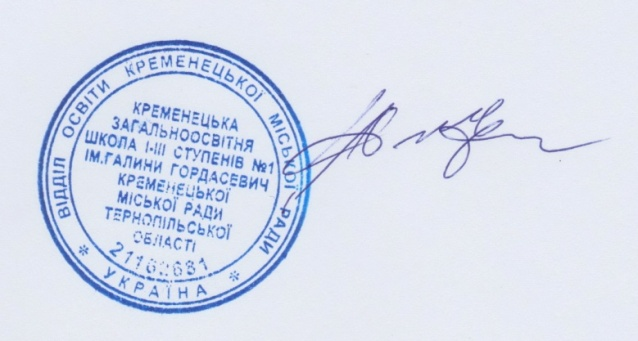 ВІДДІЛ ОСВІТИ КРЕМЕНЕЦЬКОЇ МІСЬКОЇ РАДИ
КРЕМЕНЕЦЬКА
ЗАГАЛЬНООСВІТНЯ
ШКОЛА І-ІІІ СТУПЕНІВ №1
ІМ.ГАЛИНИ ГОРДАСЕВИЧ
КРЕМЕНЕЦЬКОЇ
МІСЬКОЇ РАДИ
ТЕРНОПІЛЬСЬКОЇ
ОБЛАСТІ
* УКРАЇНА *